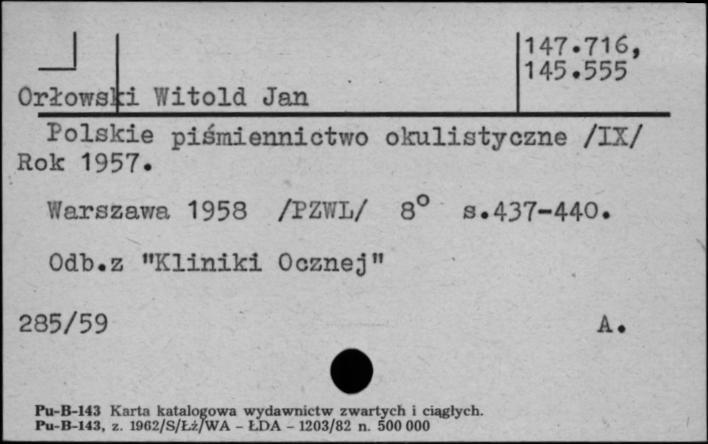 147.716,
145.555
Orłowski Witold Jan
Polskie piśmiennictwo okulistyczne /IX/
Rok 1957.
Warszawa 1958 /PZWL/ 8° s.437-440.
Odb.z "Kliniki Ocznej"
285/59 A.
Pu-B-143 Karta katalogowa wydawnictw zwartych i ciągłych.
Pu-B-143, z. 1962/S/Łż/WA - ŁDA - 1203/82 n. 500 000